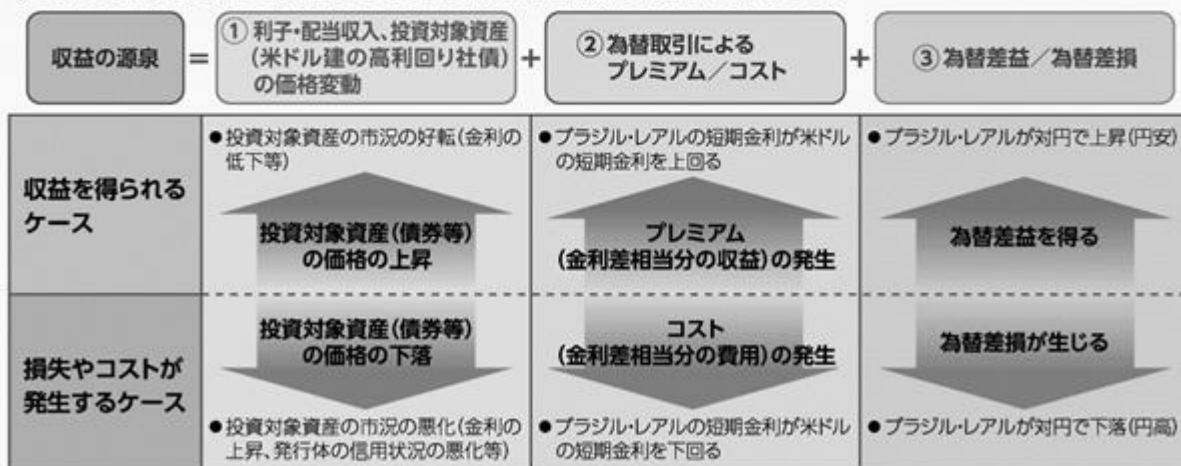 収益の源泉
=
① 利子・配当収入、投資対象資産
(米ドル建の高利回り社債)
の価格変動
+
② 為替取引による
プレミアム／コスト
+
③ 為替差益／為替差損
収益を得られる
ケース
●投資対象資産の市況の好転(金利の
低下等)
投資対象資産(債券等)
の価格の上昇
●ブラジル・レアルの短期金利が米ドル
の短期金利を上回る
プレミアム
(金利差相当分の収益)の発生
●ブラジル・レアルが対円で上昇(円安)
為替差益を得る
損失やコストが
発生するケース
投資対象資産(債券等)
の価格の下落
●投資対象資産の市況の悪化(金利の
上昇、発行体の信用状況の悪化等)
コスト
(金利差相当分の費用)の発生
●ブラジル・レアルの短期金利が米ドル
の短期金利を下回る
為替差損が生じる
●ブラジル・レアルが対円で下落(円高)